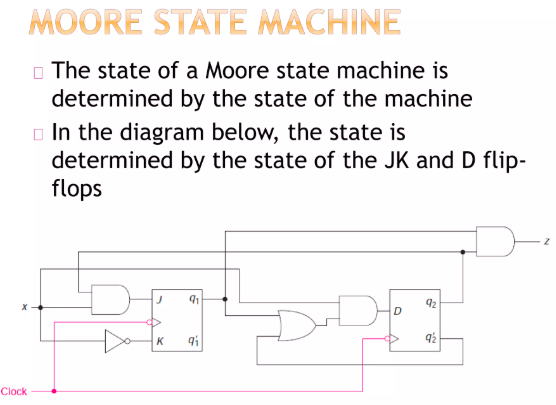 MOORE STATE MACHINE
The state of a Moore state machine is
determined by the state of the machine
In the diagram below, the state is
determined by the state of the JK and D flip-
flops
z
J q1
q2
x
D
K q1'
q2'
Clock